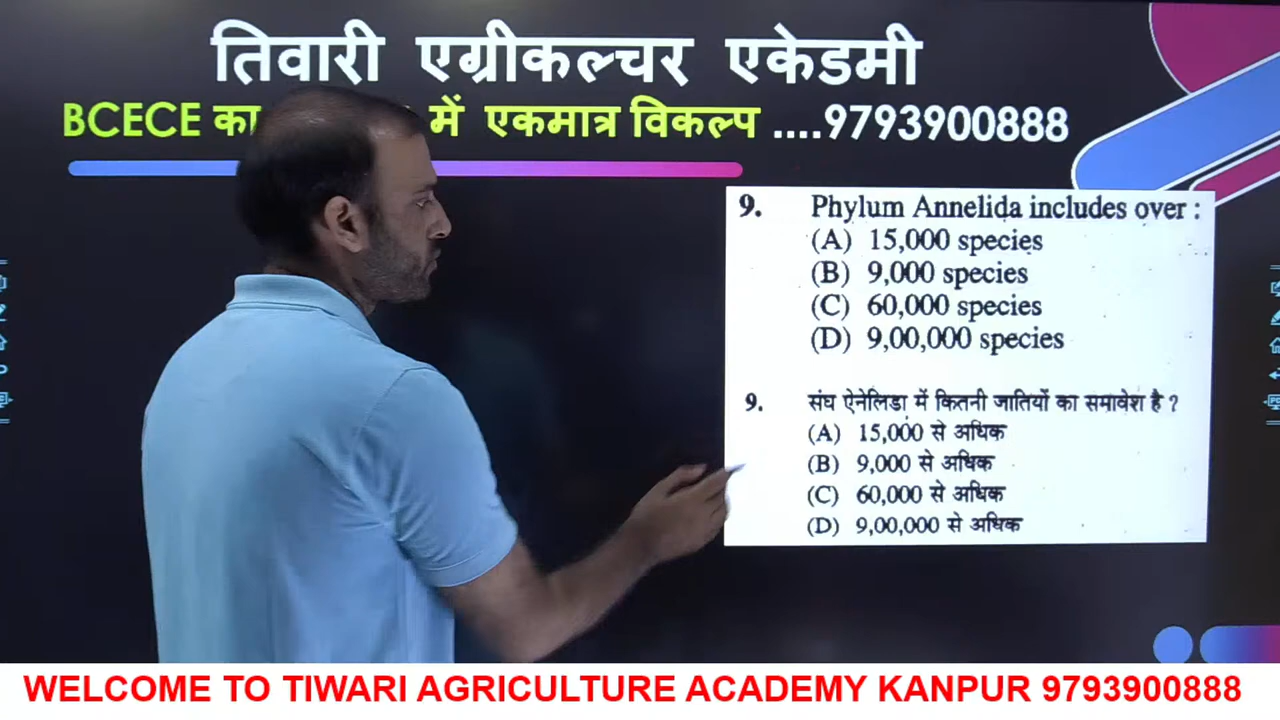 तिवारी एग्रीकल्चर एकेडमी
BCECE का में एकमात्र विकल्प ....9793900888
9. Phylum Annelida includes over :
(A) 15,000 species
(B) 9,000 species
(C) 60,000 species
(D) 9,00,000 species
9. संघ ऐनेलिडा में कितनी जातियों का समावेश है ?
(A) 15,000 से अधिक
(B) 9,000 से अधिक
(C) 60,000 से अधिक
(D) 9,00,000 से अधिक
WELCOME TO TIWARI AGRICULTURE ACADEMY KANPUR 9793900888